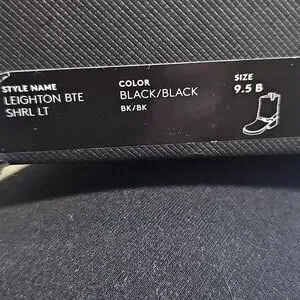 STYLE NAME
LEIGHTON BTE
SHRL LT
COLOR
BLACK/BLACK
BK/BK
SIZE
9.5 B